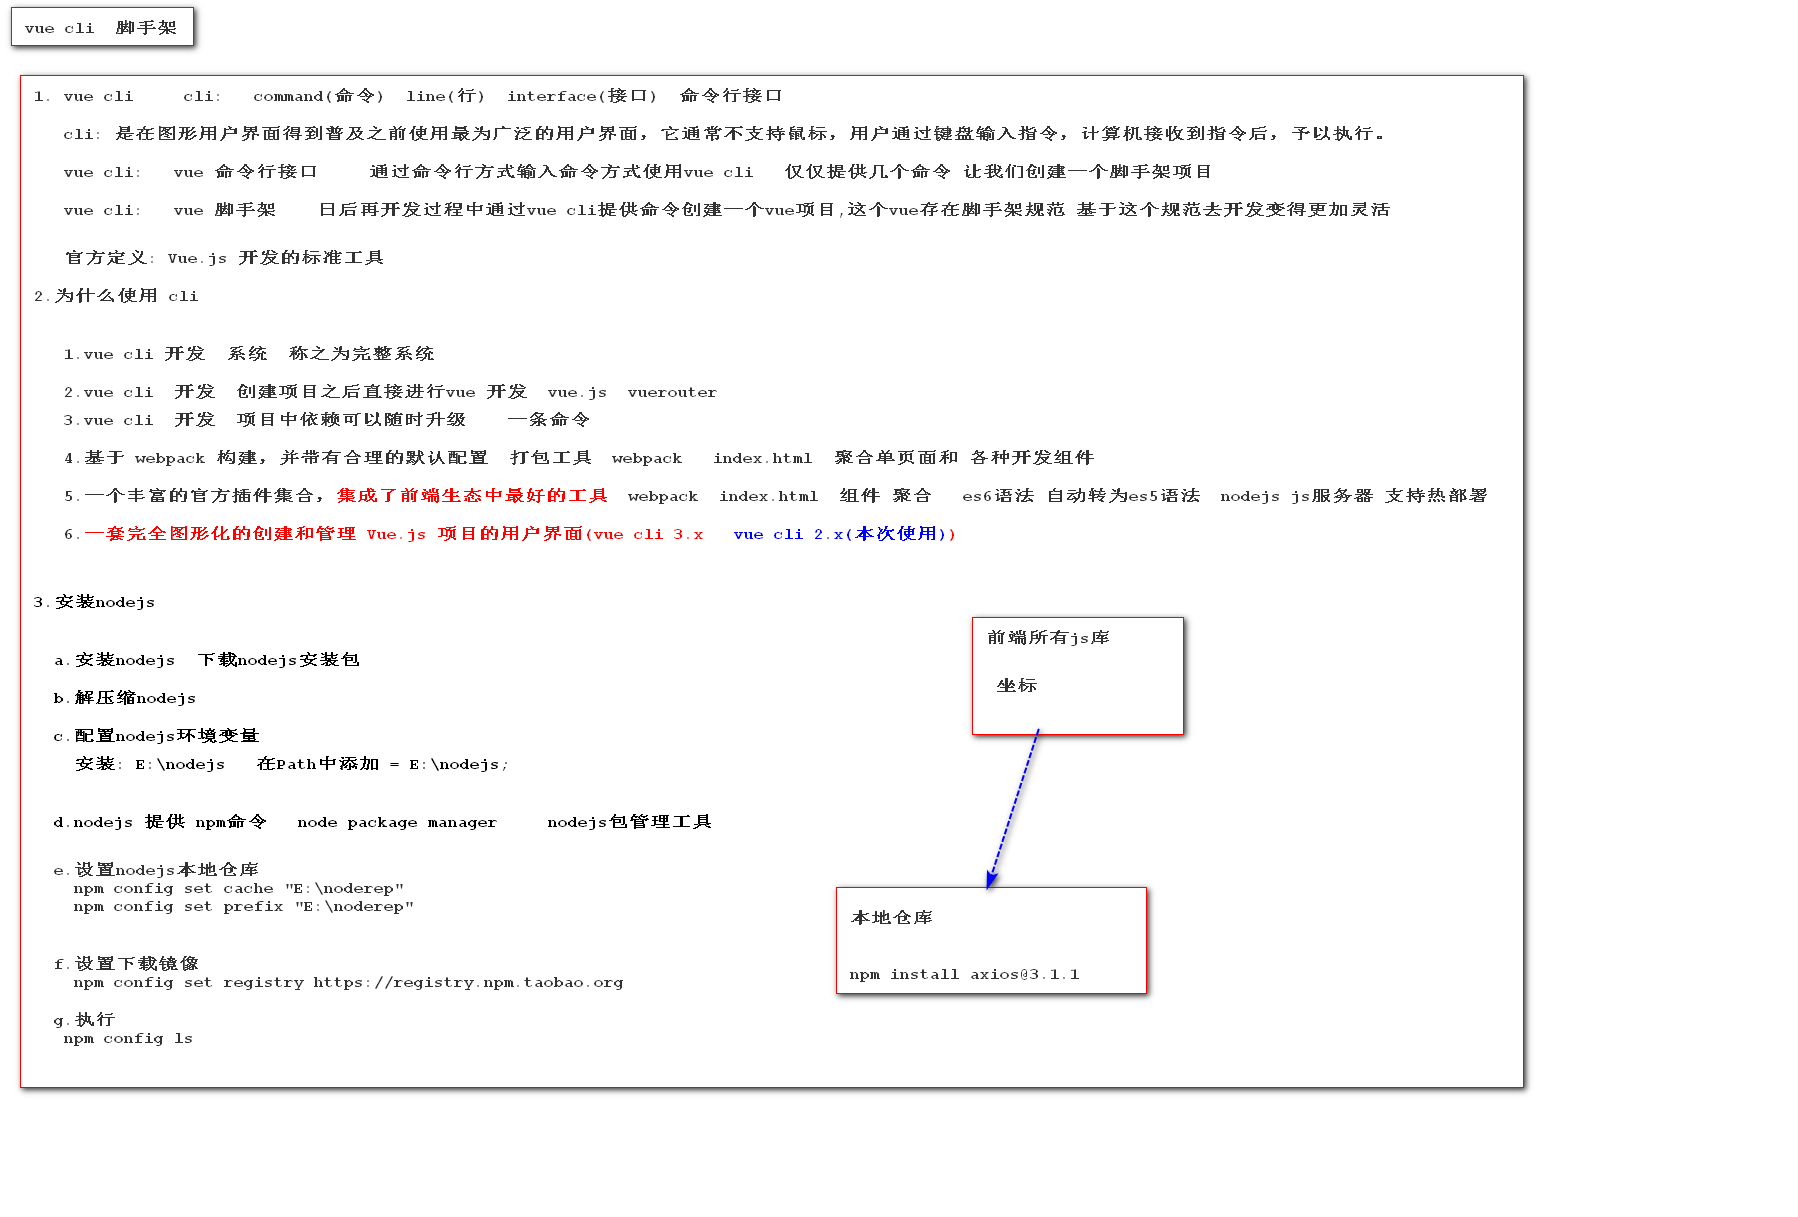 vue cli  脚手架
1. vue cli     cli:   command(命令)  line(行)  interface(接口)  命令行接口
cli: 是在图形用户界面得到普及之前使用最为广泛的用户界面，它通常不支持鼠标，用户通过键盘输入指令，计算机接收到指令后，予以执行。
vue cli:   vue 命令行接口     通过命令行方式输入命令方式使用vue cli   仅仅提供几个命令 让我们创建一个脚手架项目
vue cli:   vue 脚手架    日后再开发过程中通过vue cli提供命令创建一个vue项目,这个vue存在脚手架规范 基于这个规范去开发变得更加灵活
官方定义: Vue.js 开发的标准工具
2.为什么使用 cli
1.vue cli 开发  系统  称之为完整系统
2.vue cli  开发  创建项目之后直接进行vue 开发  vue.js  vuerouter
3.vue cli  开发  项目中依赖可以随时升级    一条命令
4.基于 webpack 构建，并带有合理的默认配置  打包工具  webpack   index.html  聚合单页面和 各种开发组件
5.一个丰富的官方插件集合，集成了前端生态中最好的工具  webpack  index.html  组件 聚合   es6语法 自动转为es5语法  nodejs js服务器 支持热部署
6.一套完全图形化的创建和管理 Vue.js 项目的用户界面(vue cli 3.x   vue cli 2.x(本次使用))
3.安装nodejs
a.安装nodejs  下载nodejs安装包
b.解压缩nodejs
c.配置nodejs环境变量
安装: E:\nodejs   在Path中添加 = E:\nodejs;
d.nodejs 提供 npm命令   node package manager     nodejs包管理工具
e.设置nodejs本地仓库
npm config set cache "E:\noderep"
npm config set prefix "E:\noderep"
f.设置下载镜像
npm config set registry https://registry.npm.taobao.org
g.执行
npm config ls
前端所有js库
坐标
本地仓库
npm install axios@3.1.1